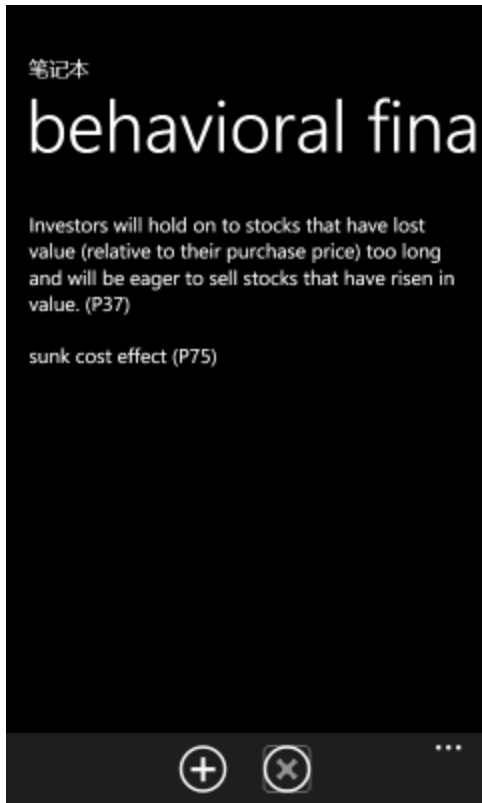 笔记本
behavioral fina
Investors will hold on to stocks that have lost
value (relative to their purchase price) too long
and will be eager to sell stocks that have risen in
value. (P37)
sunk cost effect (P75)